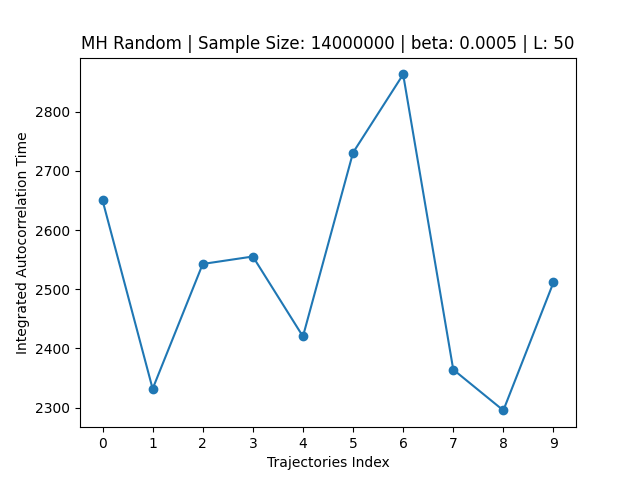 MH Random | Sample Size: 14000000 | beta: 0.0005 | L: 50
Integrated Autocorrelation Time
2800
2700
2600
2500
2400
2300
0 1 2 3 4 5 6 7 8 9
Trajectories Index